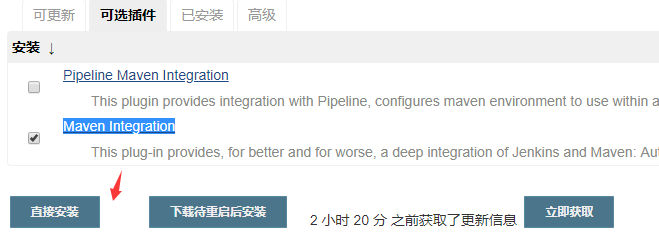 可更新 可选插件 已安装 高级
安装 ↓
Pipeline Maven Integration
This plugin provides integration with Pipeline, configures maven environment to use within a
Maven Integration
This plug-in provides, for better and for worse, a deep integration of Jenkins and Maven: Aut
直接安装 下载待重启后安装 2 小时 20 分 之前获取了更新信息 立即获取